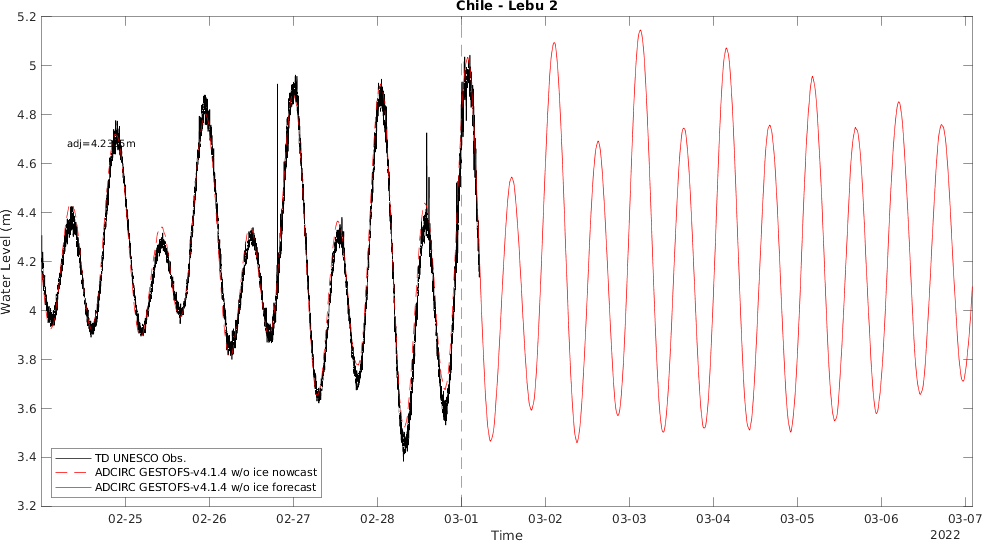 Chile - Lebu 2
5.2
5
4.8
4.6
4.4
4.2
4
3.8
3.6
3.4
3.2
Water Level (m)
TD UNESCO Obs.
ADCIRC GESTOFS-v4.1.4 w/o ice nowcast
ADCIRC GESTOFS-v4.1.4 w/o ice forecast
02-25 02-26 02-27 02-28 03-01 03-02 03-03 03-04 03-05 03-06 03-07
Time
2022